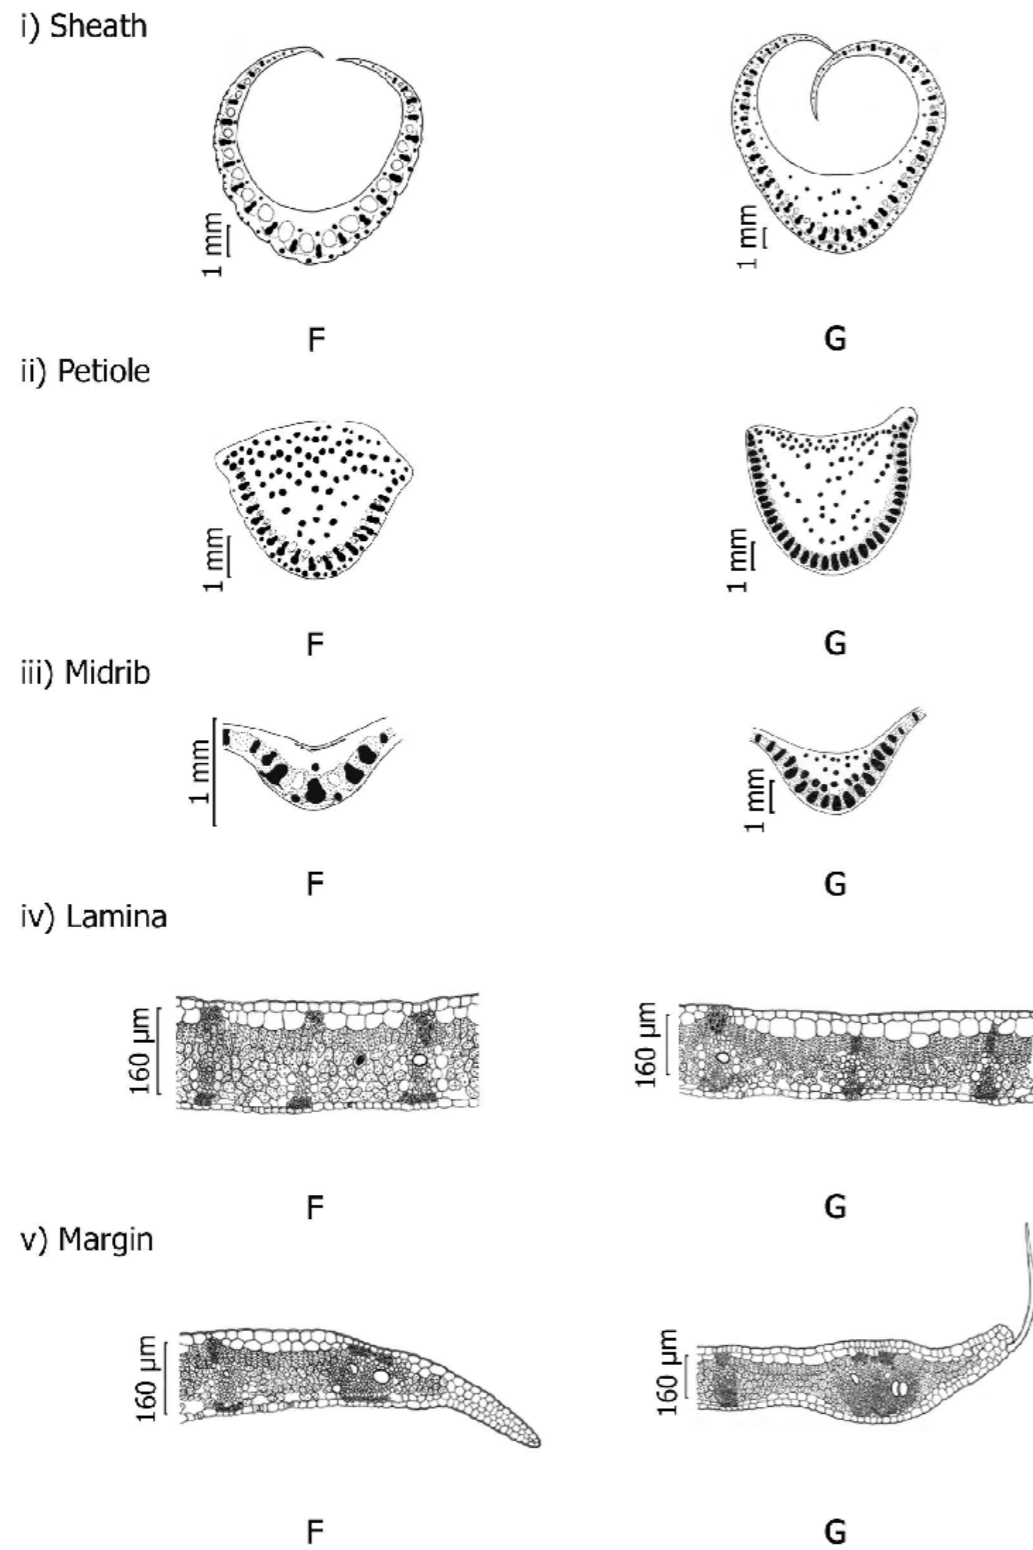 i) Sheath
1 mm
1 mm
F
G
ii) Petiole
1 mm
1 mm
F
G
iii) Midrib
1 mm
1 mm
F
G
iv) Lamina
160 µm
160 µm
F
G
v) Margin
160 µm
160 µm
F
G